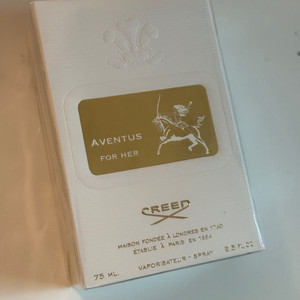 AVENTUS
FOR HER
CREED
MAISON FONDÉE À LONDRES EN 1760
ÉTABLIE À PARIS EN 1854
75 ML. VAPORISATEUR - SPRAY 2.5 FL.OZ